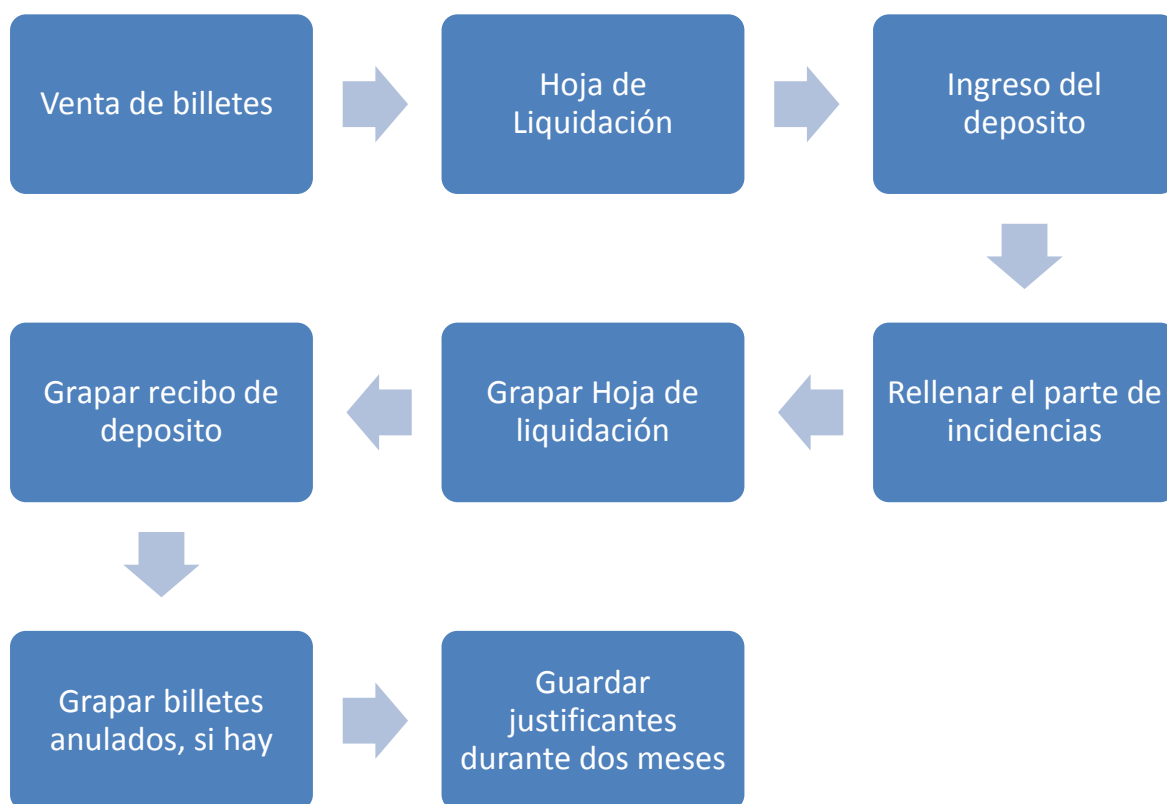 Venta de billetes
Hoja de
Liquidación
Ingreso del
deposito
Rellenar el parte de
incidencias
Grapar Hoja de
liquidación
Grapar recibo de
deposito
Grapar billetes
anulados, si hay
Guardar
justificantes
durante dos meses